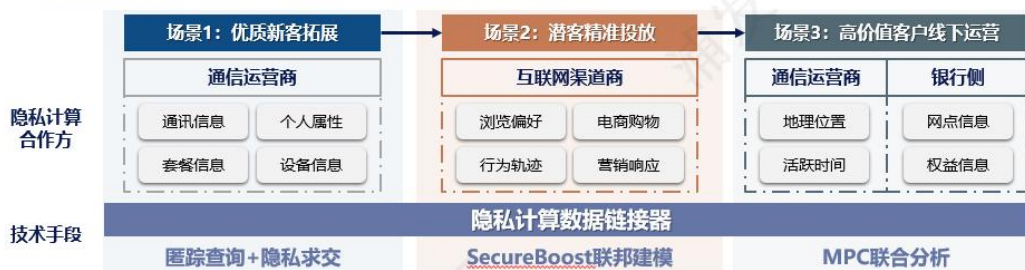 场景1：优质新客拓展
场景2：潜客精准投放
场景3：高价值客户线下运营
隐私计算
合作方
通信运营商
互联网渠道商
通信运营商
银行侧
通讯信息
个人属性
浏览偏好
电商购物
地理位置
网点信息
套餐信息
设备信息
行为轨迹
营销响应
活跃时间
权益信息
技术手段
隐私计算数据链接器
匿踪查询+隐私求交
SecureBoost联邦建模
MPC联合分析